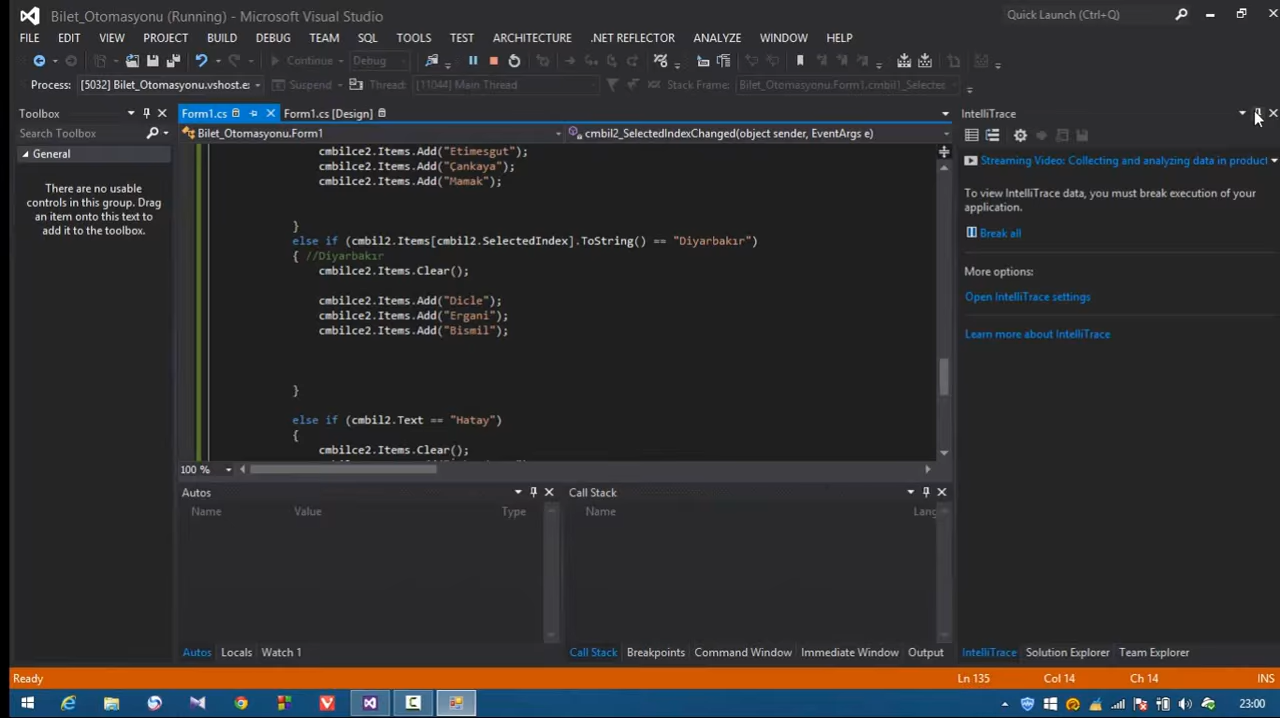 Bilet_Otomasyonu (Running) - Microsoft Visual Studio
Quick Launch (Ctrl+Q)
FILE EDIT VIEW PROJECT BUILD DEBUG TEAM SQL TOOLS TEST ARCHITECTURE .NET REFLECTOR ANALYZE WINDOW HELP
Continue Debug
Process: [5032] Bilet_Otomasyonu.vshost.e Suspend Thread: [11044] Main Thread Stack Frame: Bilet_Otomasyonu.Form1.cmbil2_Selectec
Toolbox
Form1.cs Form1.cs [Design]
IntelliTrace
Search Toolbox
Bilet_Otomasyonu.Form1
cmbil2_SelectedIndexChanged(object sender, EventArgs e)
General
There are no usable
controls in this group. Drag
an item onto this text to
add it to the toolbox.
cmbilce2.Items.Add("Etimesgut");
cmbilce2.Items.Add("Çankaya");
cmbilce2.Items.Add("Mamak");
}
else if (cmbil2.Items[cmbil2.SelectedIndex].ToString() == "Diyarbakır")
{ //Diyarbakır
cmbilce2.Items.Clear();
cmbilce2.Items.Add("Dicle");
cmbilce2.Items.Add("Ergani");
cmbilce2.Items.Add("Bismil");
}
else if (cmbil2.Text == "Hatay")
{
cmbilce2.Items.Clear();
100 %
Streaming Video: Collecting and analyzing data in product
To view IntelliTrace data, you must break execution of your
application.
Break all
More options:
Open IntelliTrace settings
Learn more about IntelliTrace
Autos
Name Value Type
Call Stack
Name Lang
Autos Locals Watch 1
Call Stack Breakpoints Command Window Immediate Window Output
IntelliTrace Solution Explorer Team Explorer
Ready
Ln 135 Col 14 Ch 14 INS
23:00